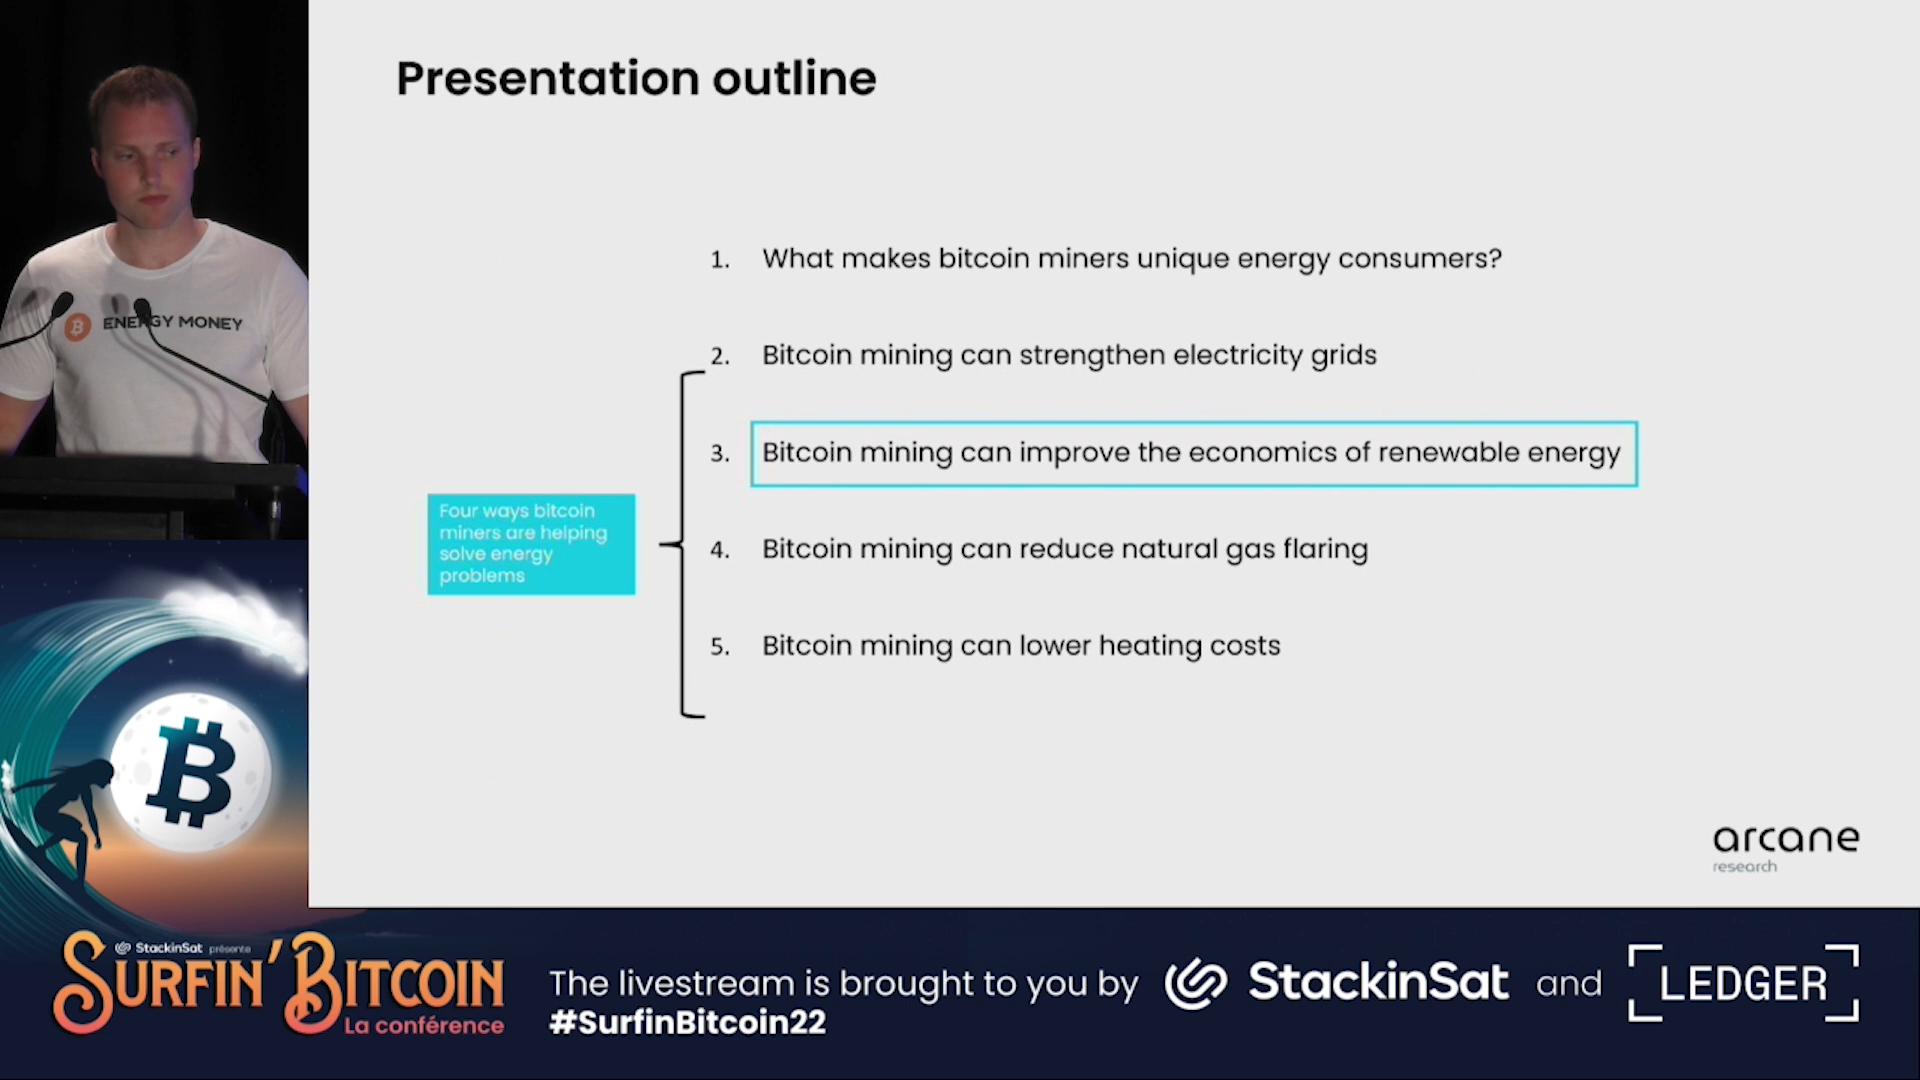 Presentation outline
1. What makes bitcoin miners unique energy consumers?
2. Bitcoin mining can strengthen electricity grids
3. Bitcoin mining can improve the economics of renewable energy
4. Bitcoin mining can reduce natural gas flaring
5. Bitcoin mining can lower heating costs
Four ways bitcoin
miners are helping
solve energy
problems
arcane
research
ENERGY MONEY
StackinSat présente
SURFIN' BITCOIN
La conférence
The livestream is brought to you by StackinSat and LEDGER
#SurfinBitcoin22